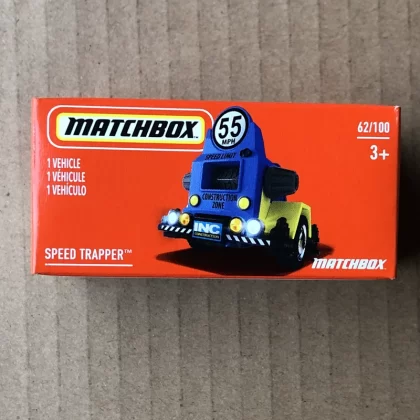 MATCHBOX
1 VEHICLE
1 VÉHICULE
1 VEHÍCULO
SPEED TRAPPER™
55
MPH
SPEED LIMIT
CONSTRUCTION
ZONE
INC
CONSTRUCTION
62/100
3+
MATCHBOX